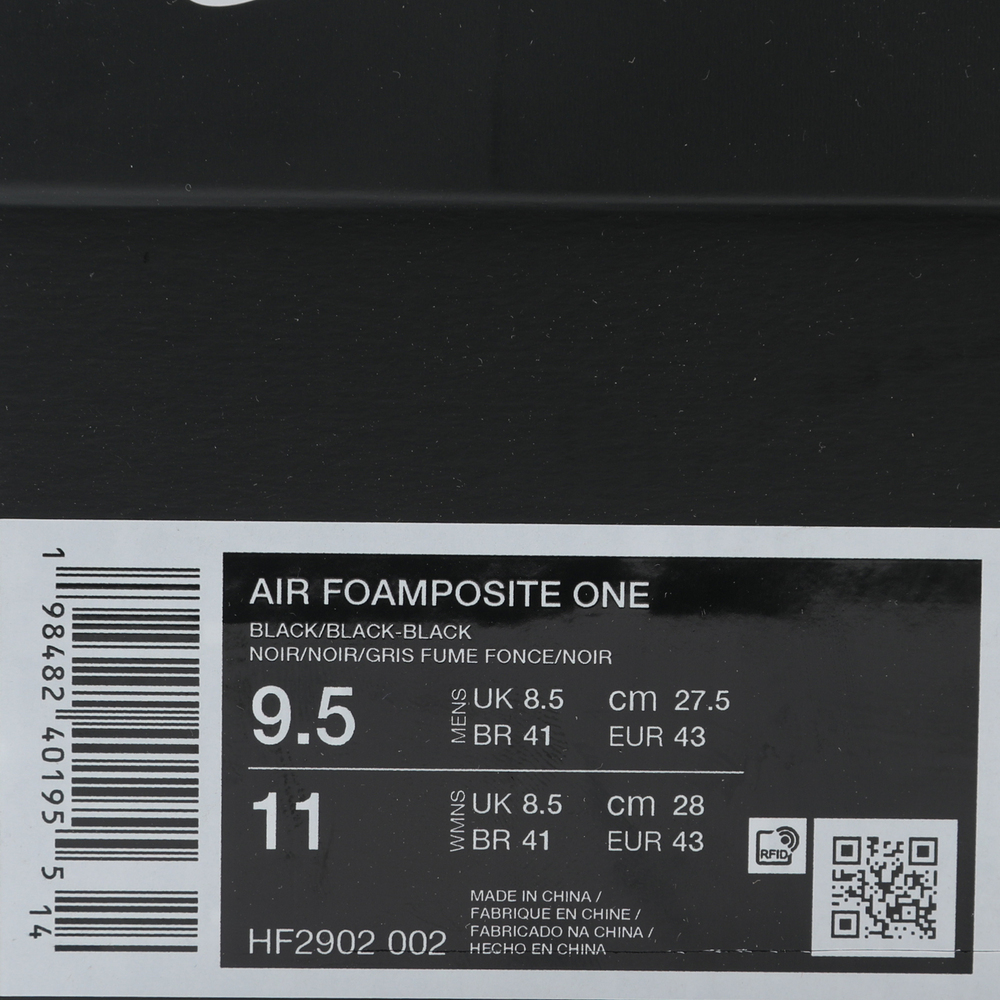 AIR FOAMPOSITE ONE
BLACK/BLACK-BLACK
NOIR/NOIR/GRIS FUME FONCE/NOIR
9.5
MENS
UK 8.5 cm 27.5
BR 41 EUR 43
11
WMNS
UK 8.5 cm 28
BR 41 EUR 43
RFID
HF2902 002
MADE IN CHINA /
FABRIQUE EN CHINE /
FABRICADO NA CHINA /
HECHO EN CHINA
1 98482 40195 5 14